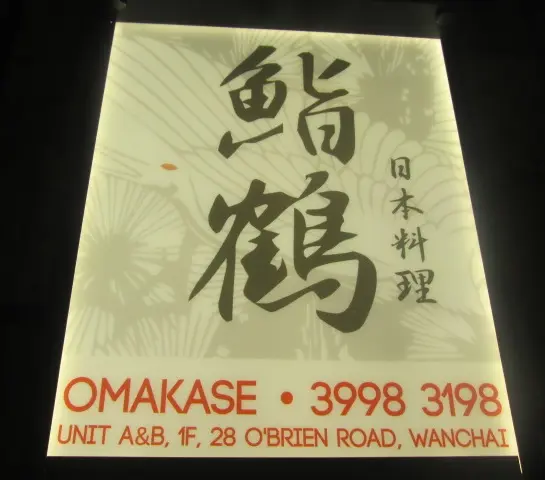 鮨鶴
日本料理
OMAKASE • 3998 3198
UNIT A&B, 1F, 28 O'BRIEN ROAD, WANCHAI